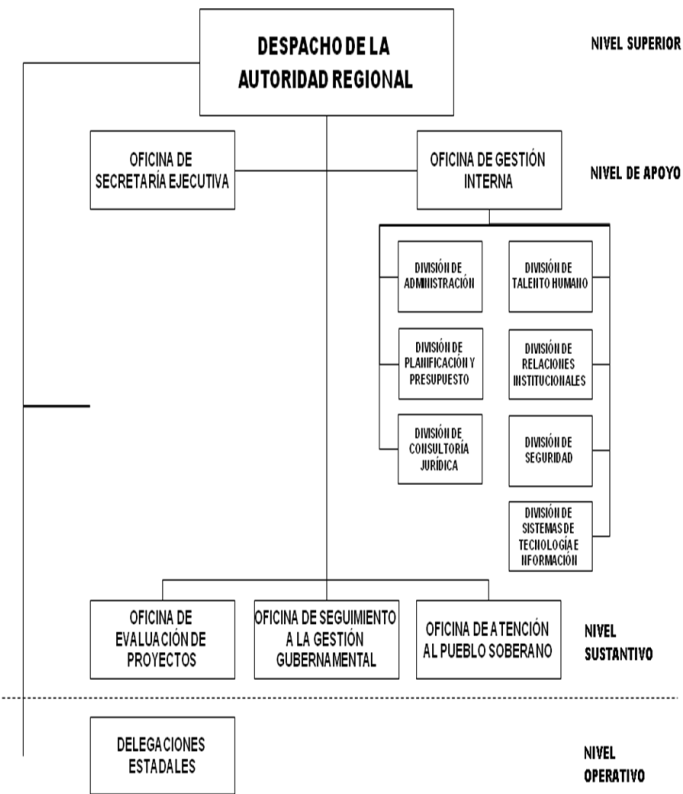 DESPACHO DE LA
AUTORIDAD REGIONAL
NIVEL SUPERIOR
OFICINA DE
SECRETARÍA EJECUTIVA
OFICINA DE GESTIÓN
INTERNA
NIVEL DE APOYO
DIVISIÓN DE
ADMINISTRACIÓN
DIVISIÓN DE
TALENTO HUMANO
DIVISIÓN DE
PLANIFICACIÓN Y
PRESUPUESTO
DIVISIÓN DE
RELACIONES
INSTITUCIONALES
DIVISIÓN DE
CONSULTORÍA
JURÍDICA
DIVISIÓN DE
SEGURIDAD
DIVISIÓN DE
SISTEMAS DE
TECNOLOGÍA E
INFORMACIÓN
OFICINA DE
EVALUACIÓN DE
PROYECTOS
OFICINA DE SEGUIMIENTO
A LA GESTIÓN
GUBERNAMENTAL
OFICINA DE ATENCIÓN
AL PUEBLO SOBERANO
NIVEL
SUSTANTIVO
DELEGACIONES
ESTADALES
NIVEL
OPERATIVO